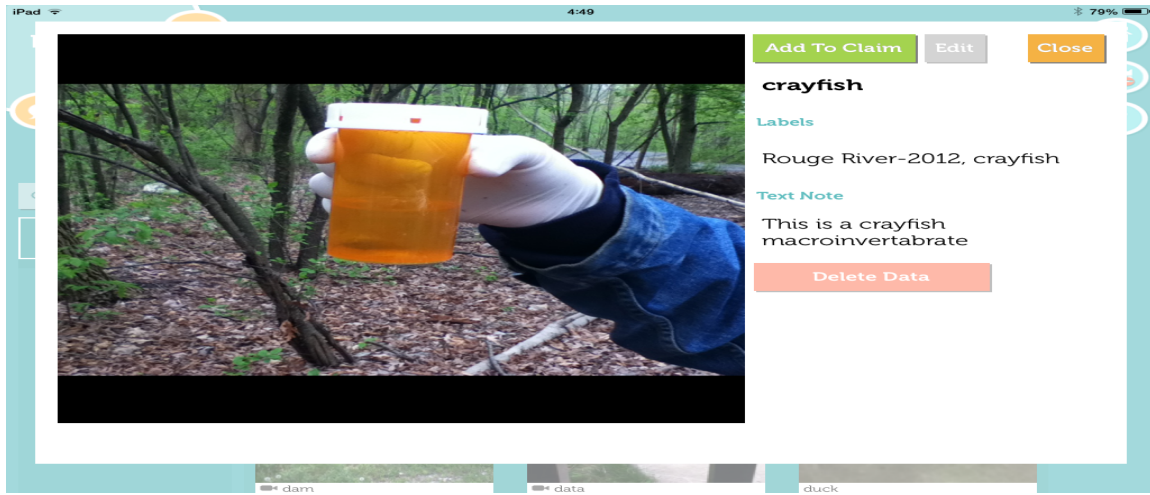 iPad 4:49 79%
Add To Claim Edit Close
crayfish
Labels
Rouge River-2012, crayfish
Text Note
This is a crayfish
macroinvertabrate
Delete Data
dam data duck